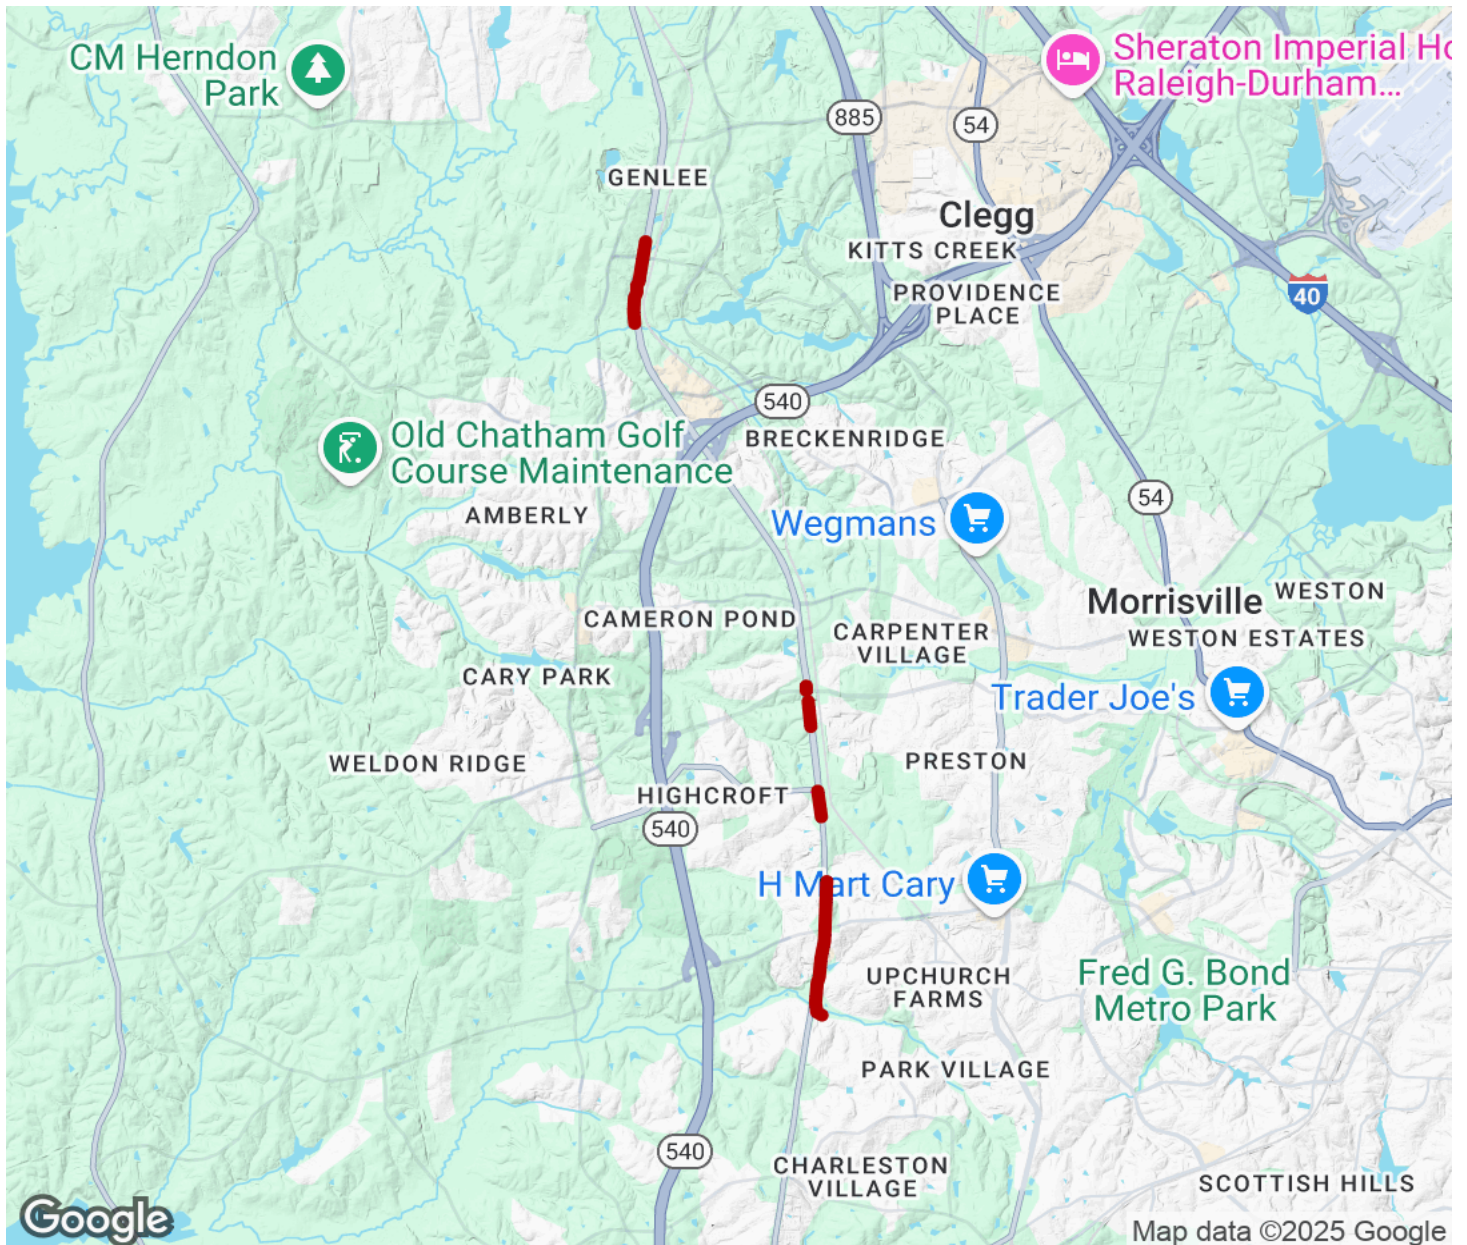 CM Herndon
Park
Sheraton Imperial Ho
Raleigh-Durham...
885
54
GENLEE
Clegg
KITTS CREEK
PROVIDENCE
PLACE
40
540
BRECKENRIDGE
Old Chatham Golf
Course Maintenance
AMBERLY
Wegmans
54
Morrisville
WESTON
WESTON ESTATES
CAMERON POND
CARPENTER
VILLAGE
CARY PARK
Trader Joe's
WELDON RIDGE
PRESTON
HIGHCROFT
540
H Mart Cary
UPCHURCH
FARMS
Fred G. Bond
Metro Park
PARK VILLAGE
540
CHARLESTON
VILLAGE
SCOTTISH HILLS
Google
Map data ©2025 Google